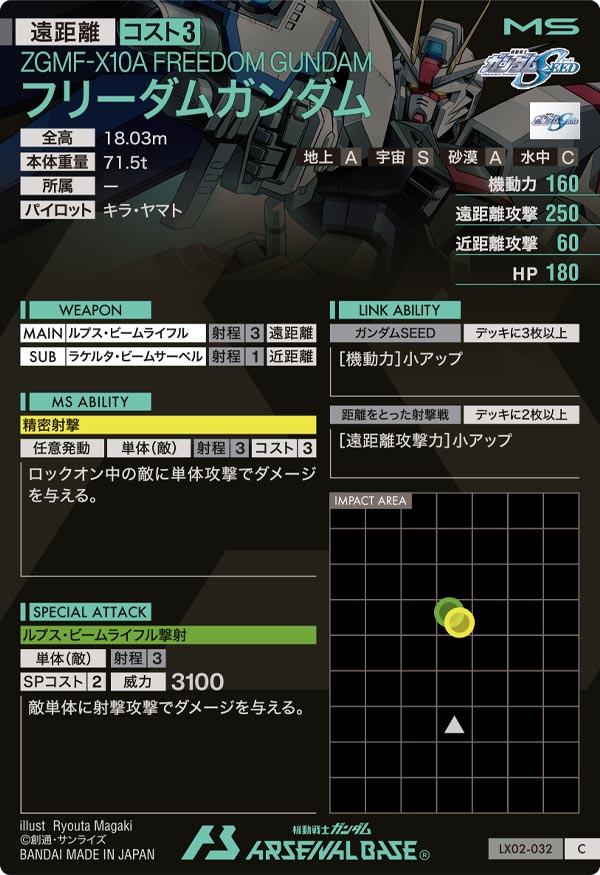 遠距離 コスト3
MS
ZGMF-X10A FREEDOM GUNDAM
フリーダムガンダム
機動戦士 ガンダムSEED
全高 18.03m
本体重量 71.5t
所属 ―
パイロット キラ・ヤマト
地上 A 宇宙 S 砂漠 A 水中 C
機動力 160
遠距離攻撃 250
近距離攻撃 60
HP 180
WEAPON
MAIN ルプス・ビームライフル 射程 3 遠距離
SUB ラケルタ・ビームサーベル 射程 1 近距離
MS ABILITY
精密射撃
任意発動 単体(敵) 射程 3 コスト 3
ロックオン中の敵に単体攻撃でダメージ
を与える。
SPECIAL ATTACK
ルプス・ビームライフル撃射
単体(敵) 射程 3
SPコスト 2 威力 3100
敵単体に射撃攻撃でダメージを与える。
LINK ABILITY
ガンダムSEED デッキに3枚以上
[機動力]小アップ
距離をとった射撃戦 デッキに2枚以上
[遠距離攻撃力]小アップ
IMPACT AREA
illust Ryouta Magaki
©創通・サンライズ
BANDAI MADE IN JAPAN
機動戦士ガンダム
AB ARSENAL BASE®
LX02-032 C